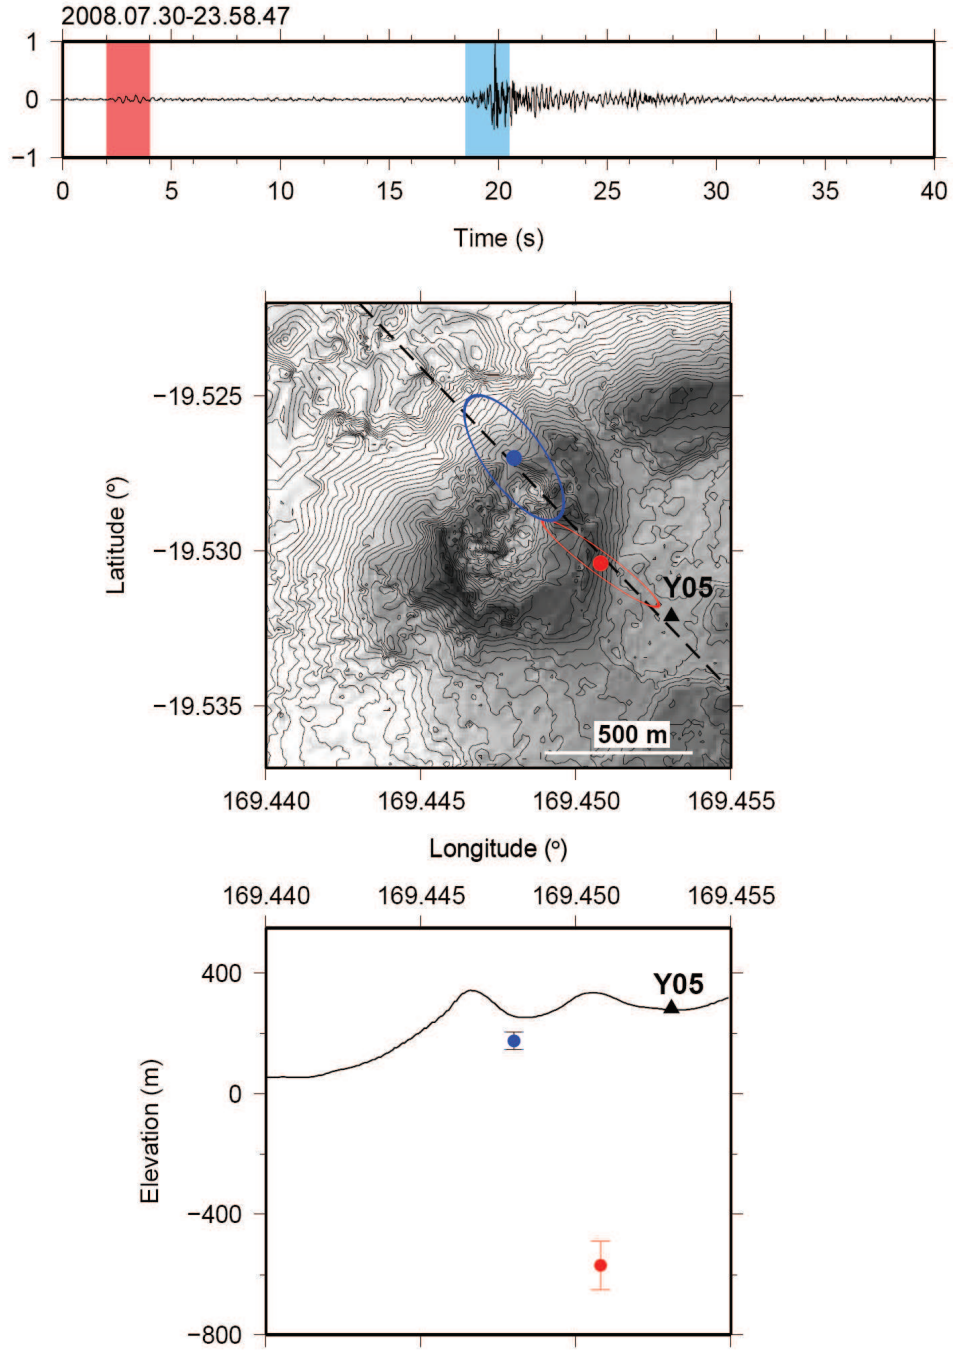 2008.07.30-23.58.47
1
0
−1
0 5 10 15 20 25 30 35 40
Time (s)
−19.525
−19.530
−19.535
Latitude (°)
Y05
500 m
169.440 169.445 169.450 169.455
Longitude (°)
169.440 169.445 169.450 169.455
400
0
−400
−800
Elevation (m)
Y05